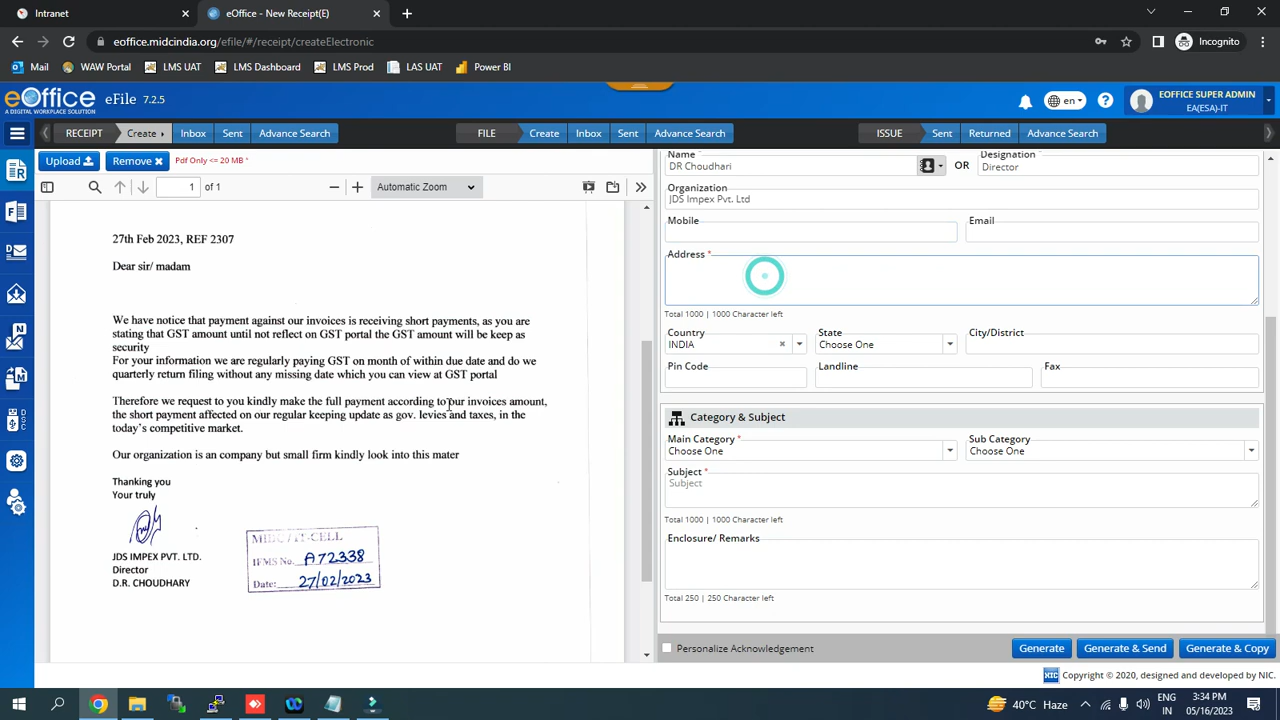 Intranet
eOffice - New Receipt(E)
eoffice.midcindia.org/efile/#/receipt/createElectronic
Incognito
Mail
WAW Portal
LMS UAT
LMS Dashboard
LMS Prod
LAS UAT
Power BI
eOffice
A DIGITAL WORKPLACE SOLUTION
eFile 7.2.5
en
EOFFICE SUPER ADMIN
EA(ESA)-IT
RECEIPT Create Inbox Sent Advance Search
FILE Create Inbox Sent Advance Search
ISSUE Sent Returned Advance Search
Upload Remove Pdf Only <= 20 MB *
1 of 1
Automatic Zoom
27th Feb 2023, REF 2307
Dear sir/ madam
We have notice that payment against our invoices is receiving short payments, as you are
stating that GST amount until not reflect on GST portal the GST amount will be keep as
security
For your information we are regularly paying GST on month of within due date and do we
quarterly return filing without any missing date which you can view at GST portal
Therefore we request to you kindly make the full payment according to our invoices amount,
the short payment affected on our regular keeping update as gov. levies and taxes, in the
today's competitive market.
Our organization is an company but small firm kindly look into this mater
Thanking you
Your truly
JDS IMPEX PVT. LTD.
Director
D.R. CHOUDHARY
MIDC / IT-CELL
IFMS No. A72338
Date: 27/02/2023
Name *
DR Choudhari
OR
Designation *
Director
Organization
JDS Impex Pvt. Ltd
Mobile
Email
Address *
Total 1000 | 1000 Character left
Country
INDIA
State
Choose One
City/District
Pin Code
Landline
Fax
Category & Subject
Main Category *
Choose One
Sub Category
Choose One
Subject *
Subject
Total 1000 | 1000 Character left
Enclosure/ Remarks
Total 250 | 250 Character left
Personalize Acknowledgement
Generate
Generate & Send
Generate & Copy
NIC Copyright © 2020, designed and developed by NIC.
40°C Haze
ENG
IN
3:34 PM
05/16/2023